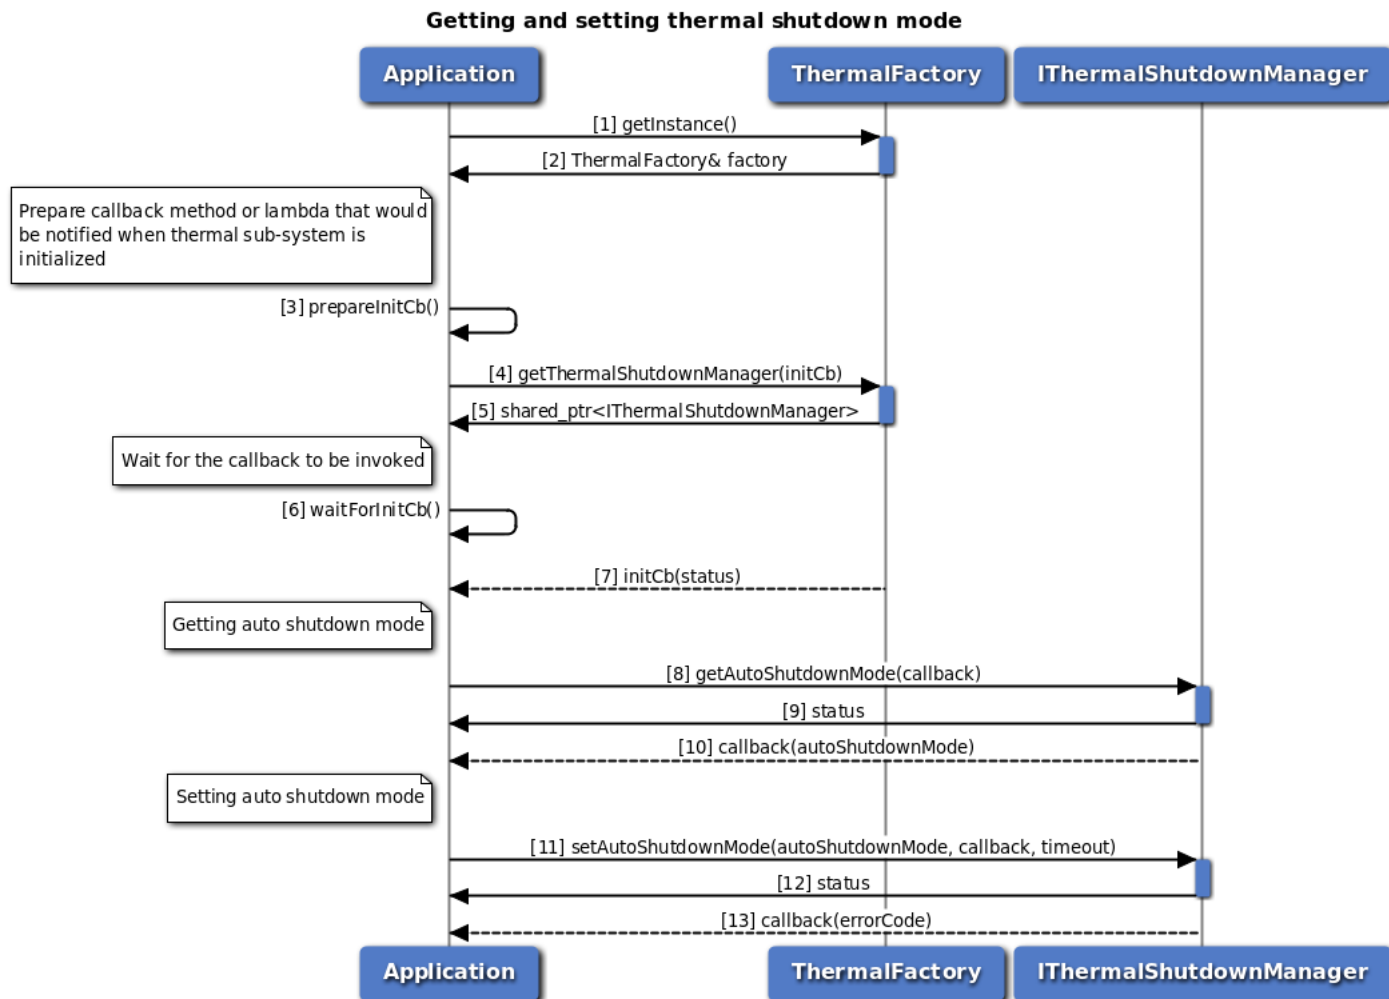 Getting and setting thermal shutdown mode
Application
ThermalFactory
IThermalShutdownManager
[1] getInstance()
[2] ThermalFactory& factory
Prepare callback method or lambda that would
be notified when thermal sub-system is
initialized
[3] prepareInitCb()
[4] getThermalShutdownManager(initCb)
[5] shared_ptr<IThermalShutdownManager>
Wait for the callback to be invoked
[6] waitForInitCb()
[7] initCb(status)
Getting auto shutdown mode
[8] getAutoShutdownMode(callback)
[9] status
[10] callback(autoShutdownMode)
Setting auto shutdown mode
[11] setAutoShutdownMode(autoShutdownMode, callback, timeout)
[12] status
[13] callback(errorCode)
Application
ThermalFactory
IThermalShutdownManager